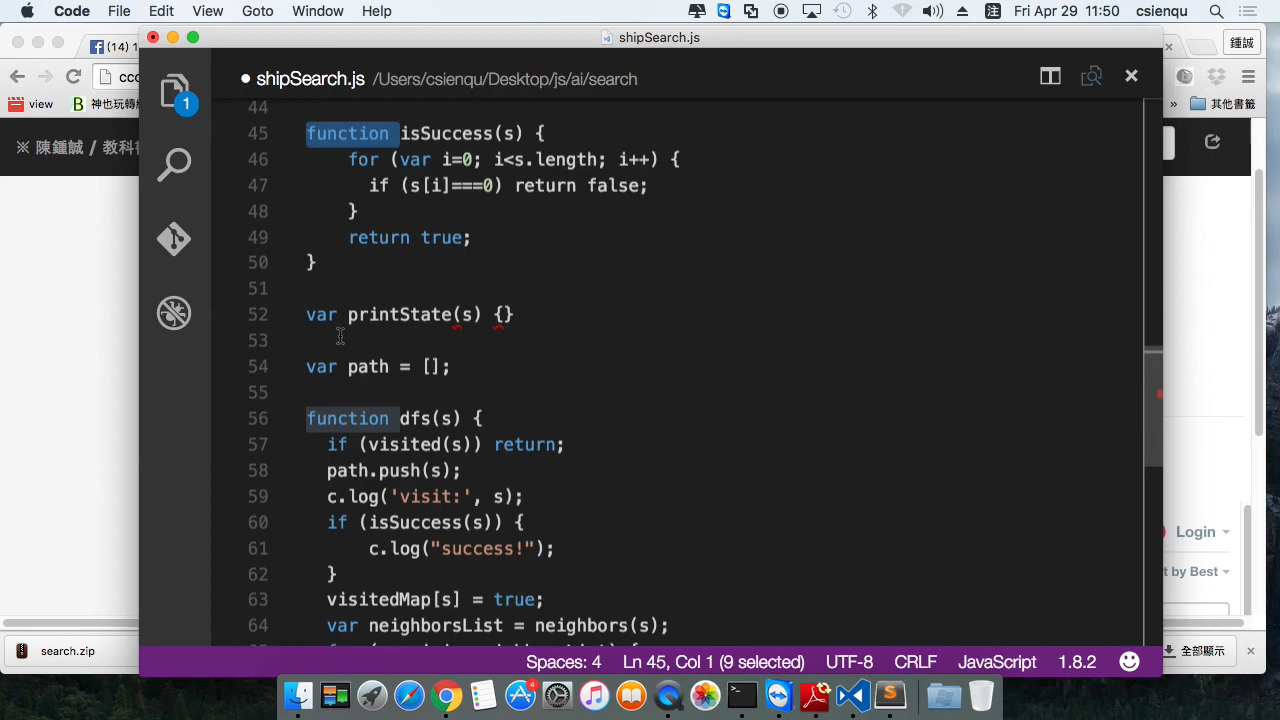 Code File Edit View Goto Window Help
Fri Apr 29 11:50 csienqu
shipSearch.js
(14) 1
鍾誠
cco
● shipSearch.js /Users/csienqu/Desktop/js/ai/search
1
view
神也玩轉
» 其他書籤
※ 陳鍾誠 / 教科
44
45 function isSuccess(s) {
46 for (var i=0; i<s.length; i++) {
47 if (s[i]===0) return false;
48 }
49 return true;
50 }
51
52 var printState(s) {}
53
54 var path = [];
55
56 function dfs(s) {
57 if (visited(s)) return;
58 path.push(s);
59 c.log('visit:', s);
60 if (isSuccess(s)) {
61 c.log("success!");
62 }
63 visitedMap[s] = true;
64 var neighborsList = neighbors(s);
Login
t by Best
search.zip
全部顯示
Spaces: 4 Ln 45, Col 1 (9 selected) UTF-8 CRLF JavaScript 1.8.2
4